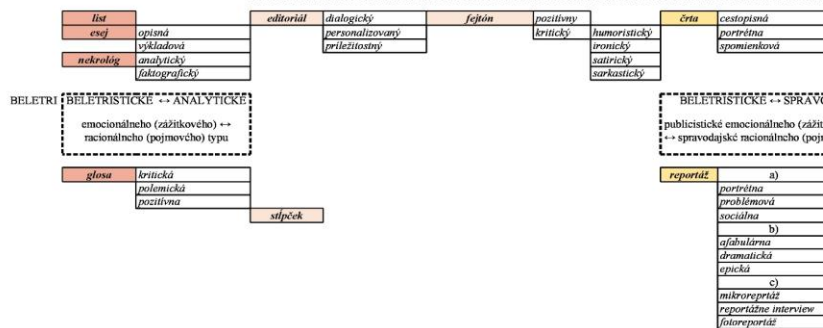 list
esej opisná
výkladová
nekrológ analytický
faktografický
editoriál dialogický
personalizovaný
príležitostný
fejtón pozitívny
kritický humoristický
ironický
satirický
sarkastický
črta cestopisná
portrétna
spomienková
BELETRI
BELETRISTICKÉ ↔ ANALYTICKÉ
emocionálneho (zážitkového) ↔
racionálneho (pojmového) typu
BELETRISTICKÉ ↔ SPRAVO
publicistické emocionálneho (zážit
↔ spravodajské racionálneho (pojm
glosa kritická
polemická
pozitívna
stĺpček
reportáž a)
portrétna
problémová
sociálna
b)
afabulárna
dramatická
epická
c)
mikroreprtáž
reportážne interview
fotoreportáž